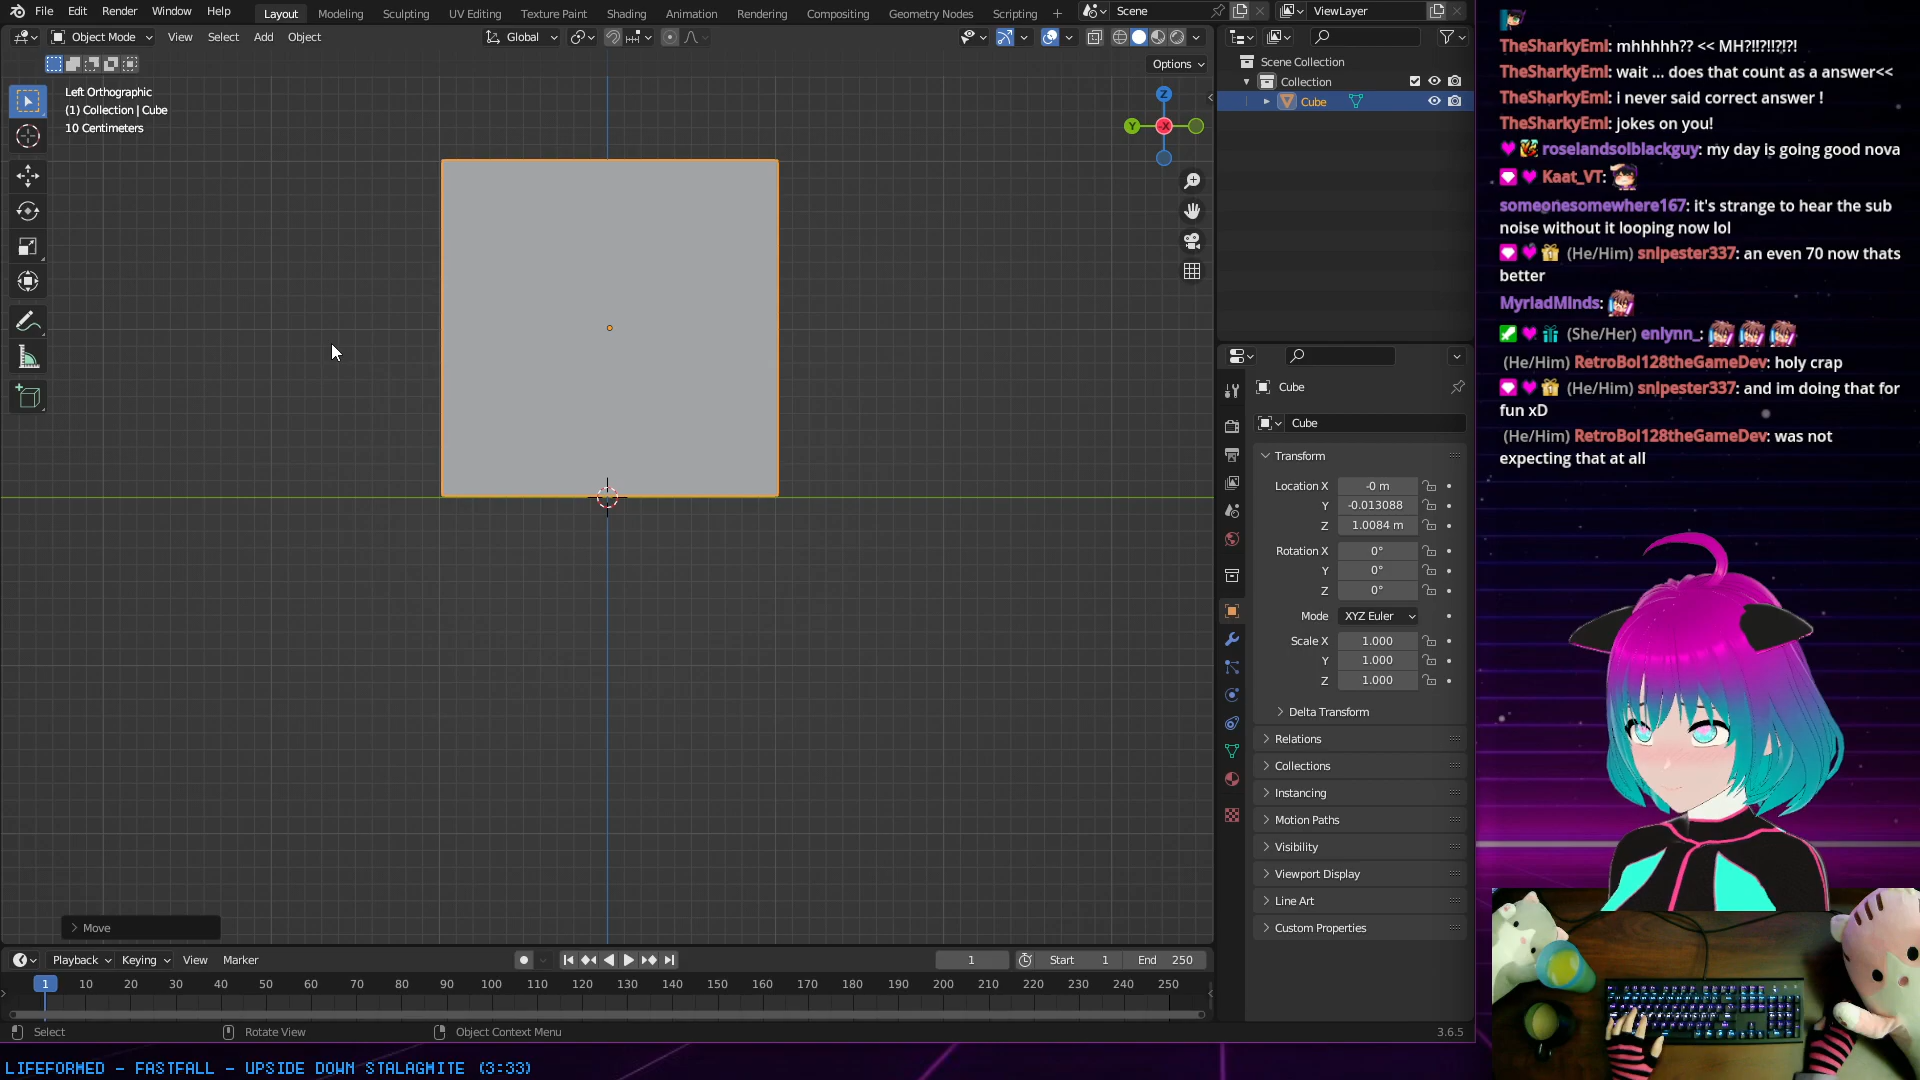 File Edit Render Window Help Layout Modeling Sculpting UV Editing Texture Paint Shading Animation Rendering Compositing Geometry Nodes Scripting + Scene ViewLayer
Object Mode View Select Add Object Global
Options
Left Orthographic
(1) Collection | Cube
10 Centimeters
Z
Y
X
Scene Collection
Collection
Cube
Cube
Cube
Transform
Location X -0 m
Y -0.013088
Z 1.0084 m
Rotation X 0°
Y 0°
Z 0°
Mode XYZ Euler
Scale X 1.000
Y 1.000
Z 1.000
Delta Transform
Relations
Collections
Instancing
Motion Paths
Visibility
Viewport Display
Line Art
Custom Properties
Move
Playback Keying View Marker 1 Start 1 End 250
1 10 20 30 40 50 60 70 80 90 100 110 120 130 140 150 160 170 180 190 200 210 220 230 240 250
Select Rotate View Object Context Menu 3.6.5
LIFEFORMED - FASTFALL - UPSIDE DOWN STALAGMITE (3:33)
TheSharkyEmi: mhhhhh?? << MH?!!?!!?!?!
TheSharkyEmi: wait ... does that count as a answer<<
TheSharkyEmi: i never said correct answer !
TheSharkyEmi: jokes on you!
roselandsolblackguy: my day is going good nova
Kaat_VT:
someonesomewhere167: it's strange to hear the sub
noise without it looping now lol
(He/Him) snipester337: an even 70 now thats
better
MyriadMinds:
(She/Her) enlynn_:
(He/Him) RetroBoi128theGameDev: holy crap
(He/Him) snipester337: and im doing that for
fun xD
(He/Him) RetroBoi128theGameDev: was not
expecting that at all